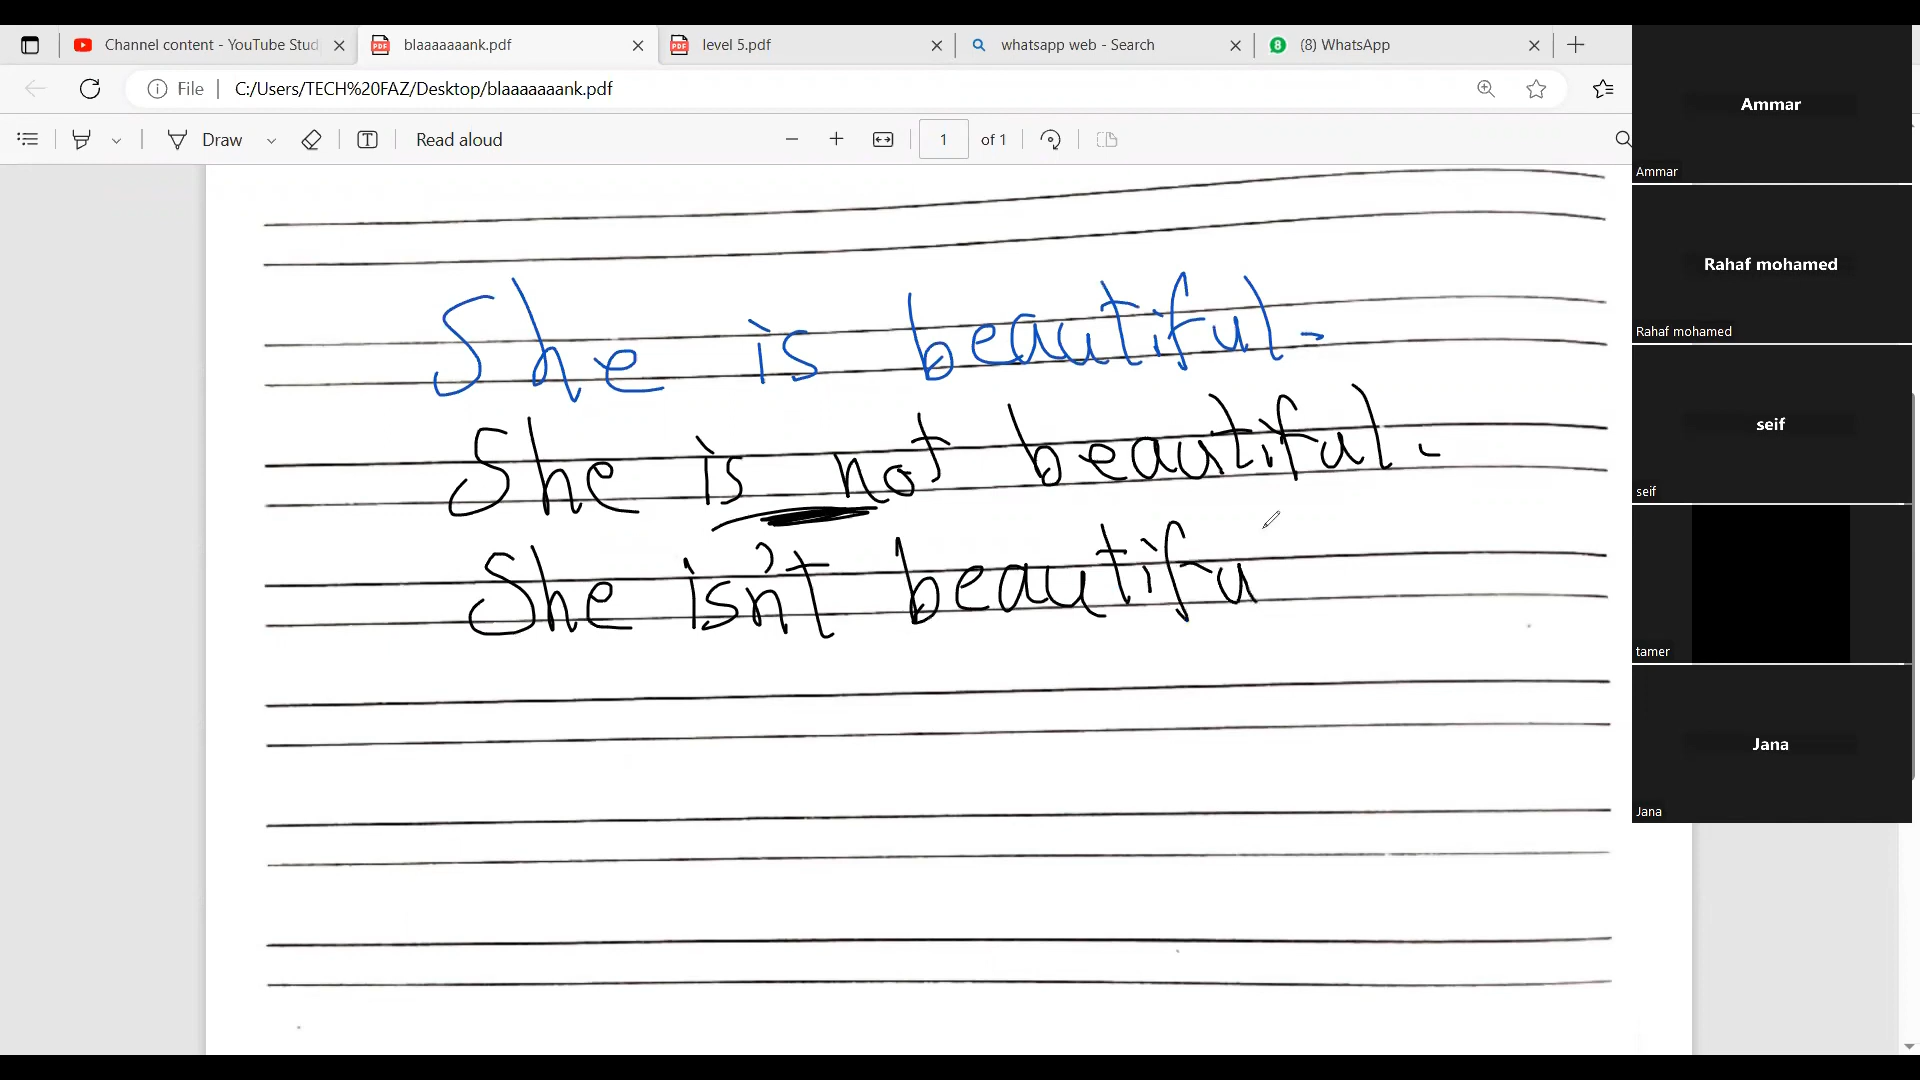 Channel content - YouTube Stud
blaaaaaaank.pdf
level 5.pdf
whatsapp web - Search
(8) WhatsApp
File
C:/Users/TECH%20FAZ/Desktop/blaaaaaaank.pdf
Draw
Read aloud
1 of 1
She is beautiful.
She is not beautiful.
She isn't beautifu
Ammar
Ammar
Rahaf mohamed
Rahaf mohamed
seif
seif
tamer
Jana
Jana